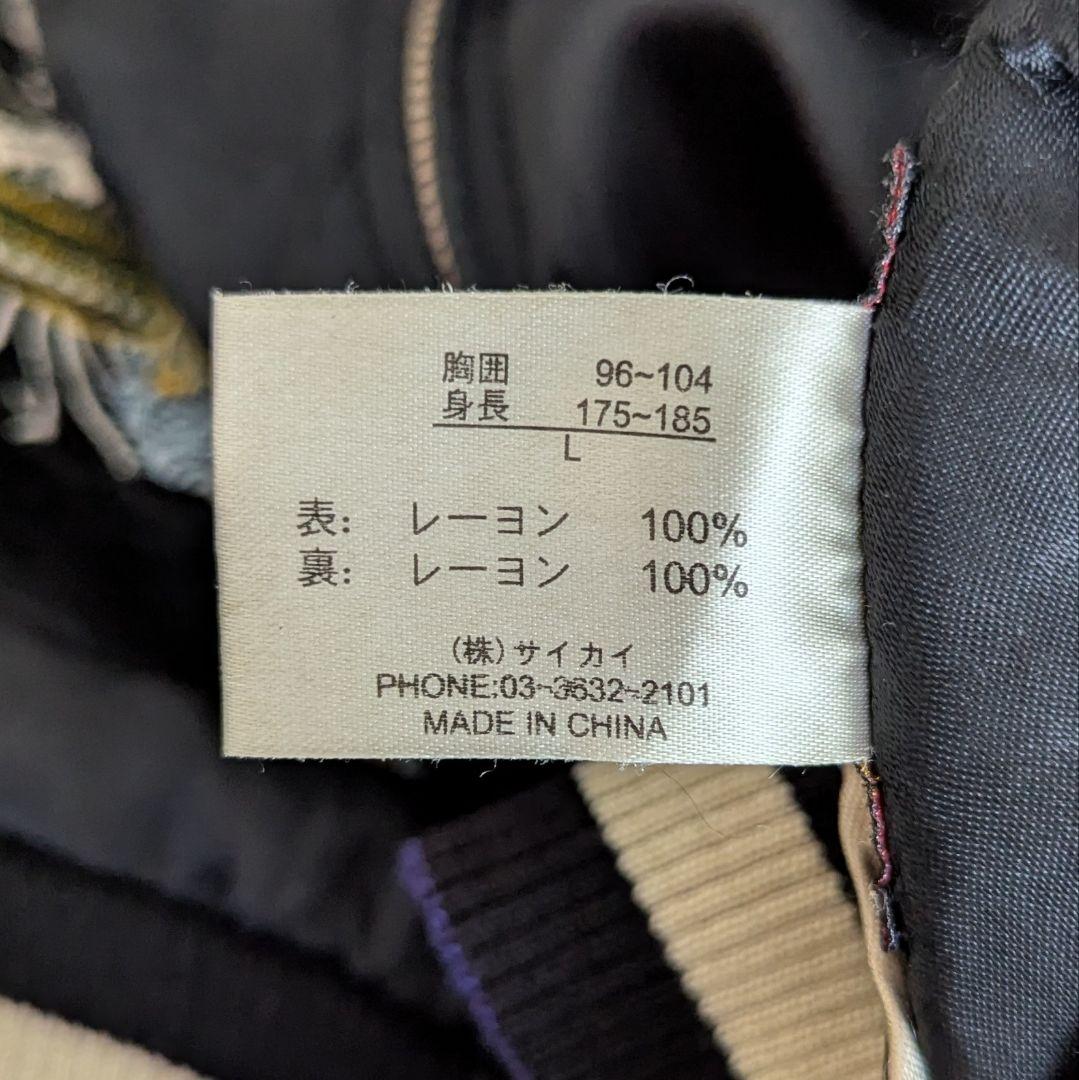 胸囲 96~104
身長 175~185
L
表: レーヨン 100%
裏: レーヨン 100%
(株)サイカイ
PHONE:03-3632-2101
MADE IN CHINA